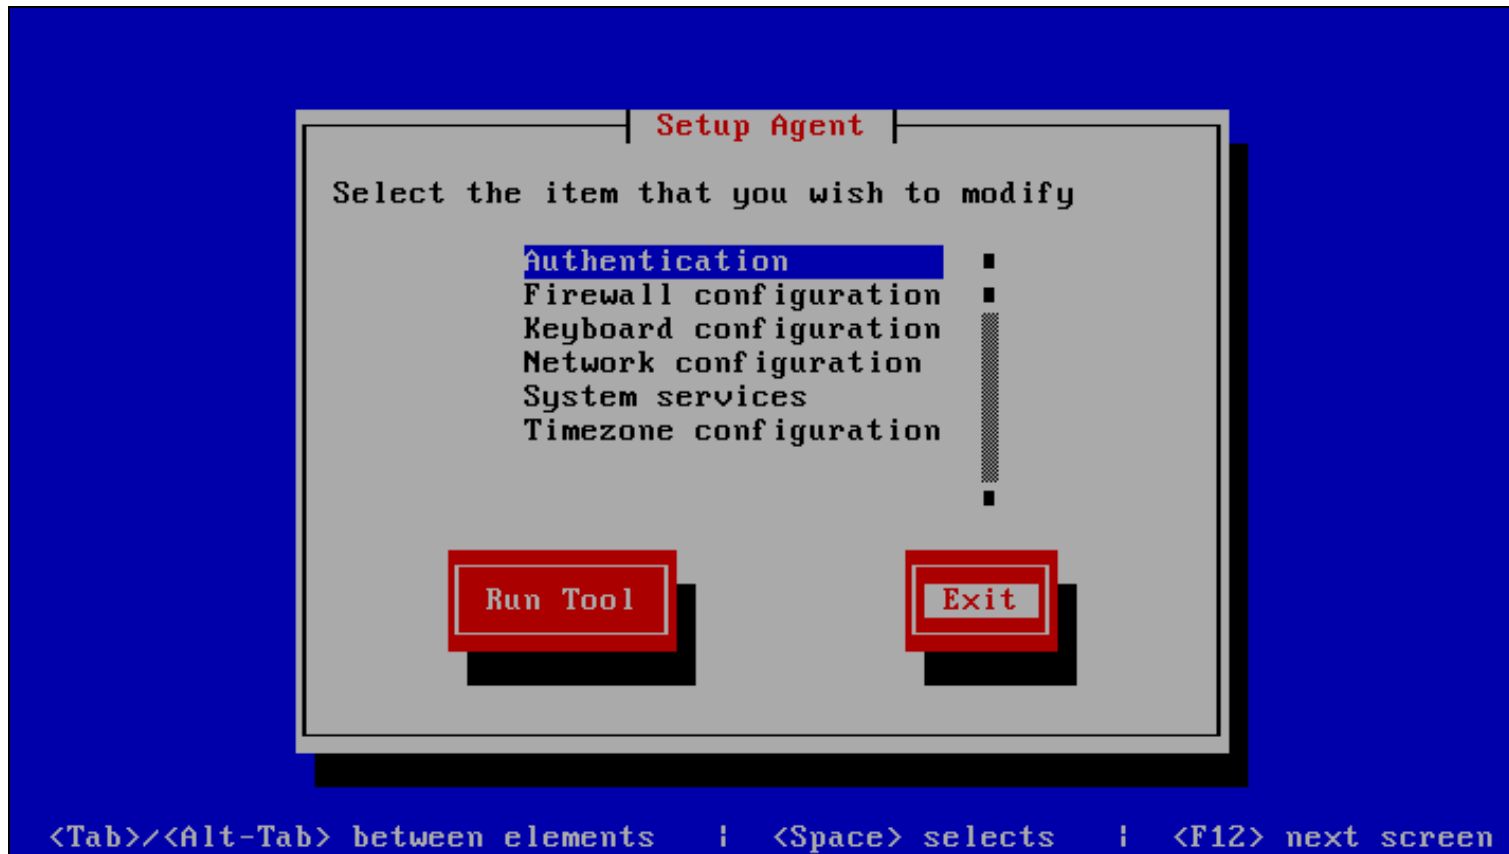 Setup Agent
Select the item that you wish to modify
Authentication
Firewall configuration
Keyboard configuration
Network configuration
System services
Timezone configuration
Run Tool Exit
<Tab>/<Alt-Tab> between elements | <Space> selects | <F12> next screen